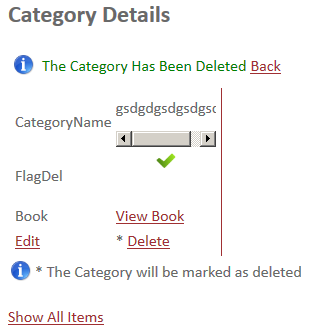 Category Details
The Category Has Been Deleted Back
gsdgdgsdgsdgsc
CategoryName
FlagDel
Book View Book
Edit * Delete
* The Category will be marked as deleted
Show All Items